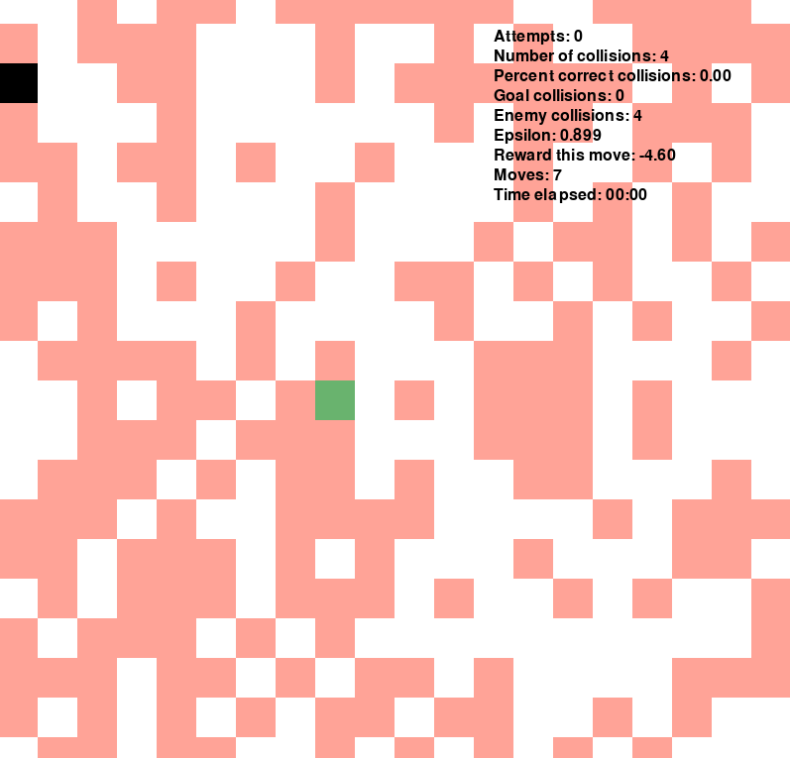 Attempts: 0
Number of collisions: 4
Percent correct collisions: 0.00
Goal collisions: 0
Enemy collisions: 4
Epsilon: 0.899
Reward this move: -4.60
Moves: 7
Time elapsed: 00:00